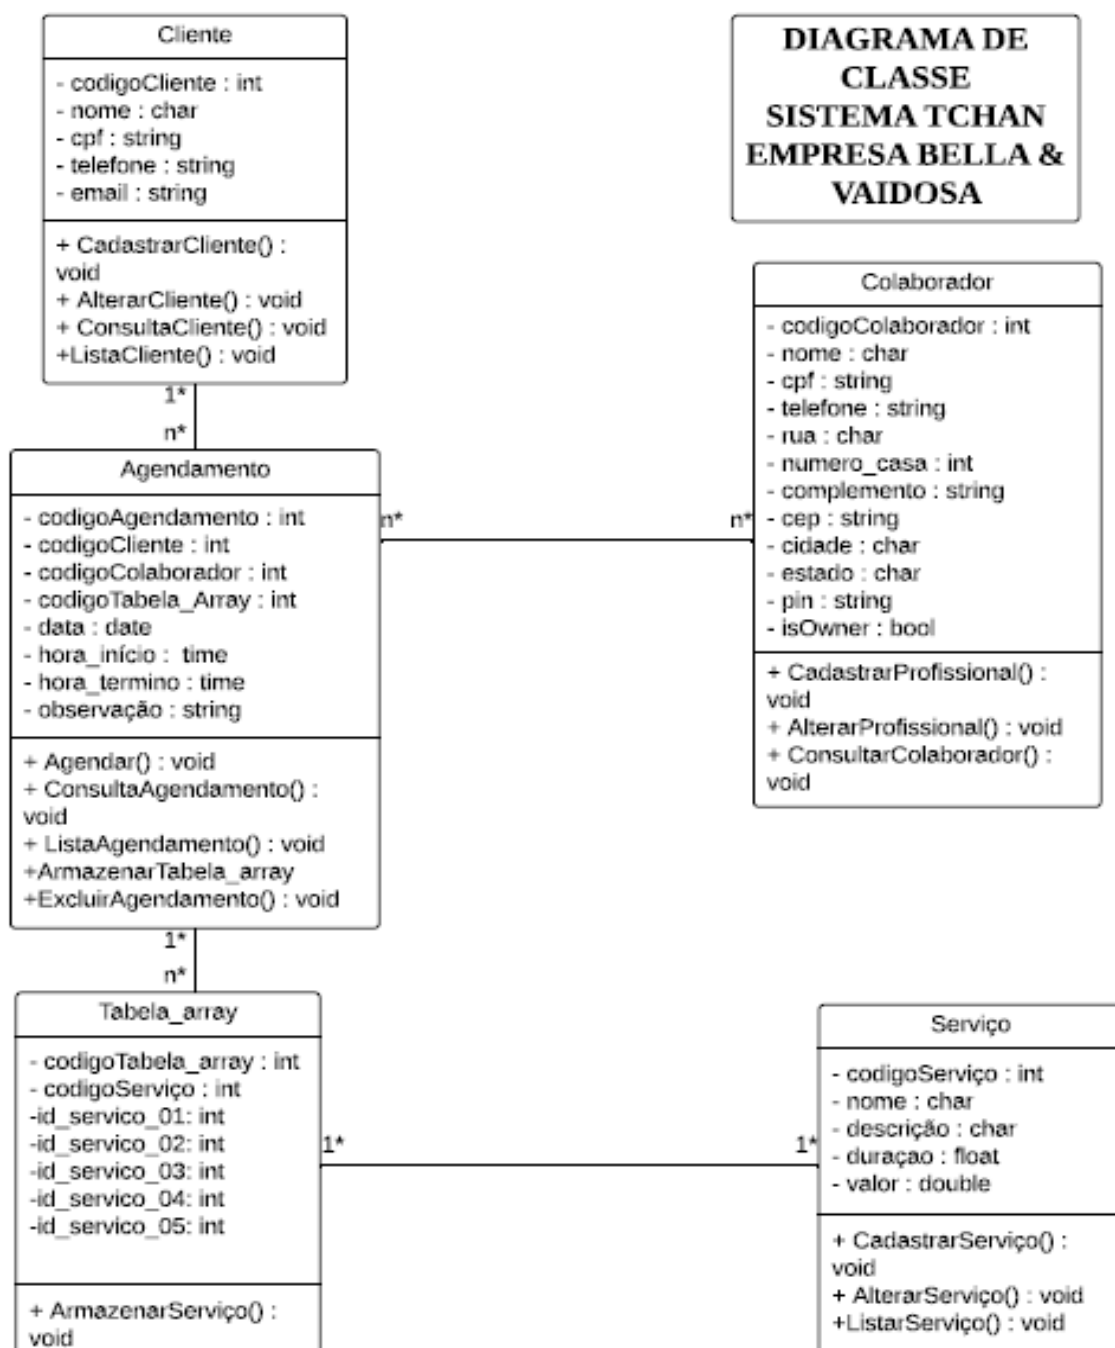 Cliente
- codigoCliente : int
- nome : char
- cpf : string
- telefone : string
- email : string
+ CadastrarCliente() :
void
+ AlterarCliente() : void
+ ConsultaCliente() : void
+ListaCliente() : void
DIAGRAMA DE
CLASSE
SISTEMA TCHAN
EMPRESA BELLA &
VAIDOSA
1*
n*
Agendamento
- codigoAgendamento : int
- codigoCliente : int
- codigoColaborador : int
- codigoTabela_Array : int
- data : date
- hora_início :  time
- hora_termino : time
- observação : string
+ Agendar() : void
+ ConsultaAgendamento() :
void
+ ListaAgendamento() : void
+ArmazenarTabela_array
+ExcluirAgendamento() : void
n*
n*
Colaborador
- codigoColaborador : int
- nome : char
- cpf : string
- telefone : string
- rua : char
- numero_casa : int
- complemento : string
- cep : string
- cidade : char
- estado : char
- pin : string
- isOwner : bool
+ CadastrarProfissional() :
void
+ AlterarProfissional() : void
+ ConsultarColaborador() :
void
1*
n*
Tabela_array
- codigoTabela_array : int
- codigoServiço : int
-id_servico_01: int
-id_servico_02: int
-id_servico_03: int
-id_servico_04: int
-id_servico_05: int
+ ArmazenarServiço() :
void
1*
1*
Serviço
- codigoServiço : int
- nome : char
- descrição : char
- duraçao : float
- valor : double
+ CadastrarServiço() :
void
+ AlterarServiço() : void
+ListarServiço() : void